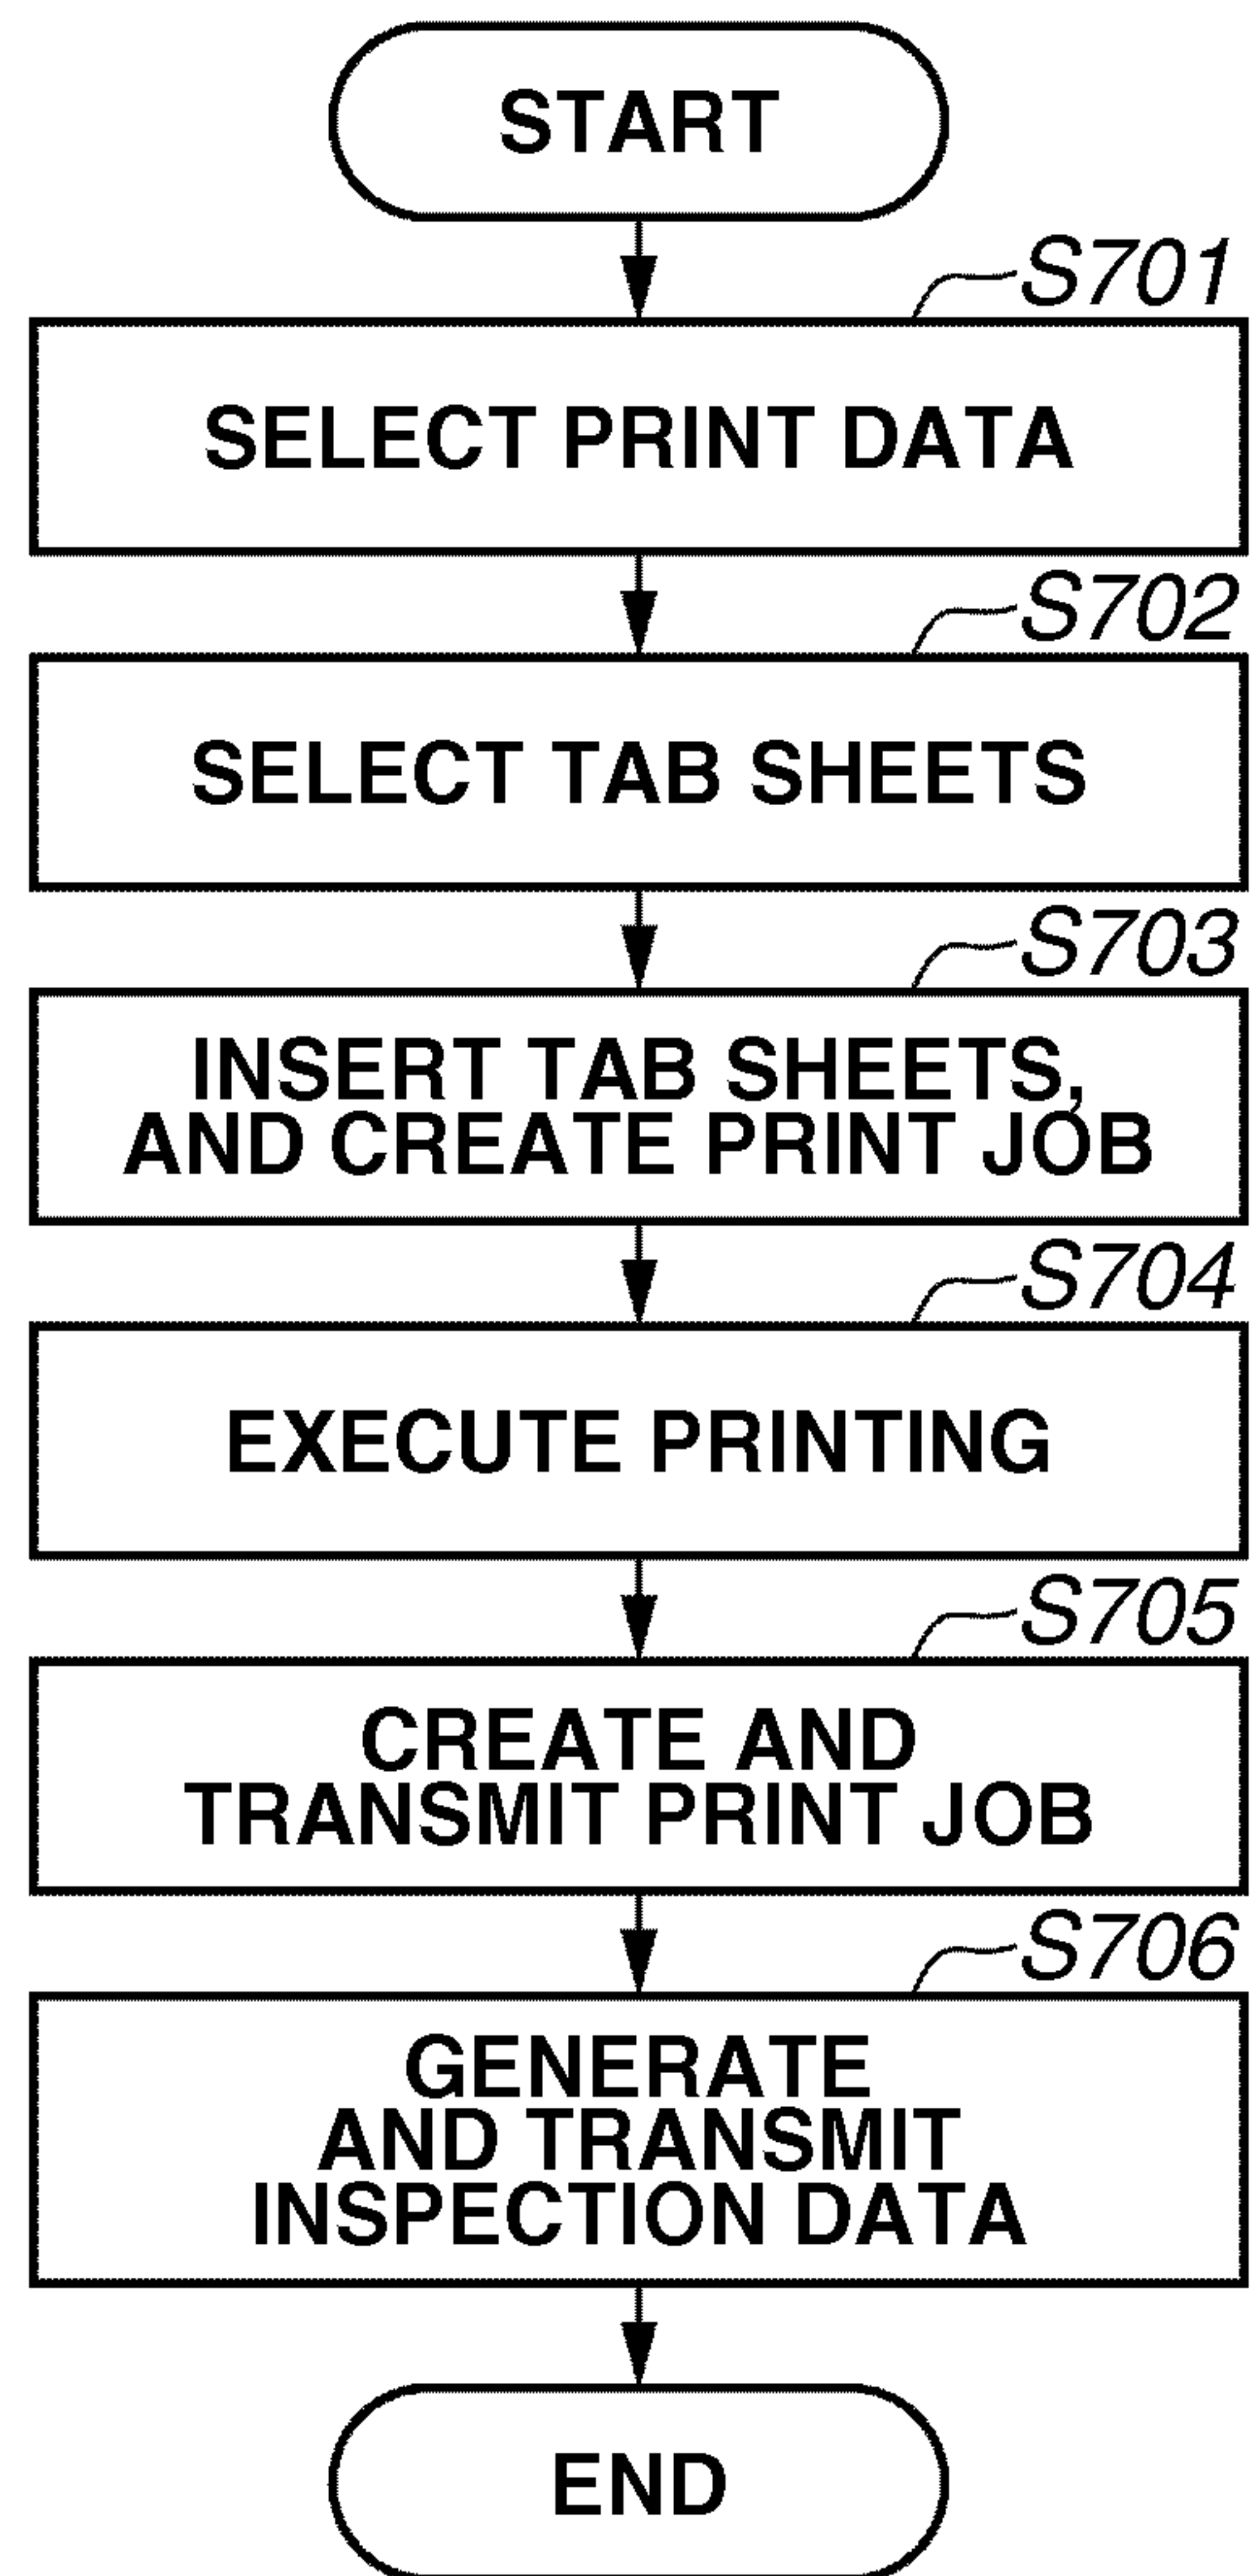 START
S701
SELECT PRINT DATA
S702
SELECT TAB SHEETS
S703
INSERT TAB SHEETS,
AND CREATE PRINT JOB
S704
EXECUTE PRINTING
S705
CREATE AND
TRANSMIT PRINT JOB
S706
GENERATE
AND TRANSMIT
INSPECTION DATA
END